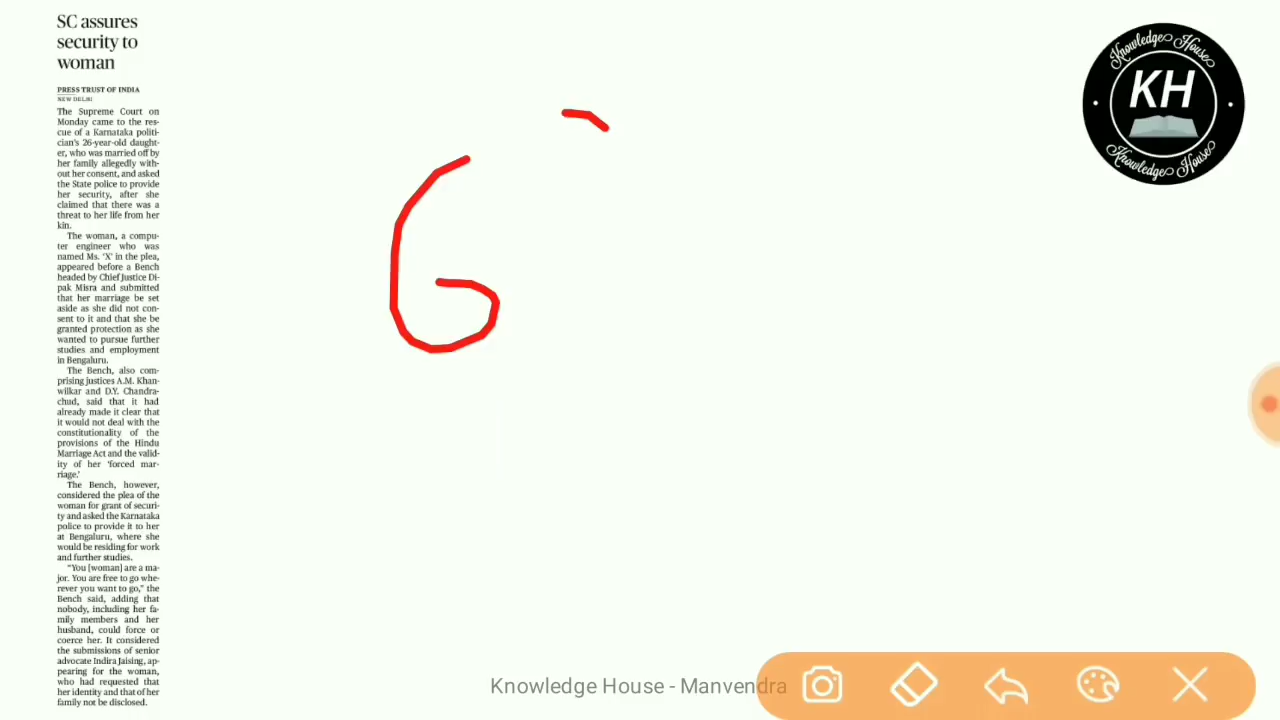 SC assures
security to
woman
PRESS TRUST OF INDIA
NEW DELHI
The Supreme Court on
Monday came to the res-
cue of a Karnataka politi-
cian's 26-year-old daught-
er, who was married off by
her family allegedly with-
out her consent, and asked
the State police to provide
her security, after she
claimed that there was a
threat to her life from her
kin.
The woman, a compu-
ter engineer who was
named Ms. 'X' in the plea,
appeared before a Bench
headed by Chief Justice Di-
pak Misra and submitted
that her marriage be set
aside as she did not con-
sent to it and that she be
granted protection as she
wanted to pursue further
studies and employment
in Bengaluru.
The Bench, also com-
prising justices A.M. Khan-
wilkar and D.Y. Chandra-
chud, said that it had
already made it clear that
it would not deal with the
constitutionality of the
provisions of the Hindu
Marriage Act and the valid-
ity of her 'forced mar-
riage.'
The Bench, however,
considered the plea of the
woman for grant of securi-
ty and asked the Karnataka
police to provide it to her
at Bengaluru, where she
would be residing for work
and further studies.
"You [woman] are a ma-
jor. You are free to go whe-
rever you want to go," the
Bench said, adding that
nobody, including her fa-
mily members and her
husband, could force or
coerce her. It considered
the submissions of senior
advocate Indira Jaising, ap-
pearing for the woman,
who had requested that
her identity and that of her
family not be disclosed.
6
Knowledge House
KH
Knowledge House
Knowledge House - Manvendra